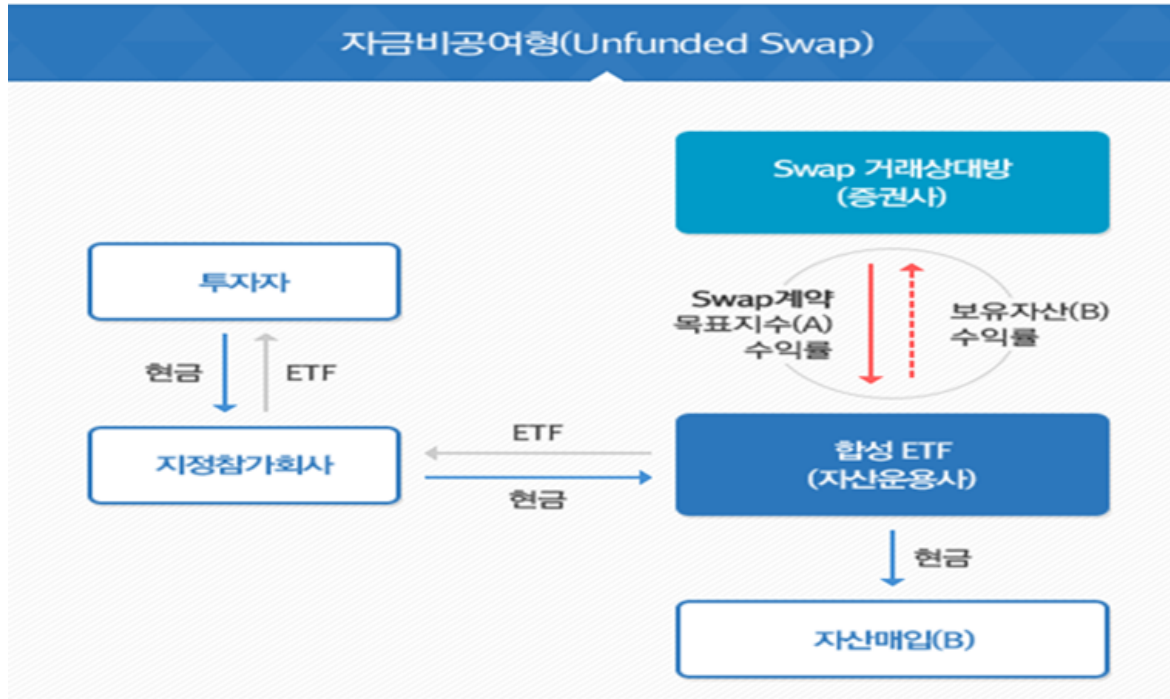 자금비공여형(Unfunded Swap)
Swap 거래상대방
(증권사)
투자자
Swap계약
목표지수(A)
수익률
보유자산(B)
수익률
현금
ETF
지정참가회사
ETF
현금
합성 ETF
(자산운용사)
현금
자산매입(B)